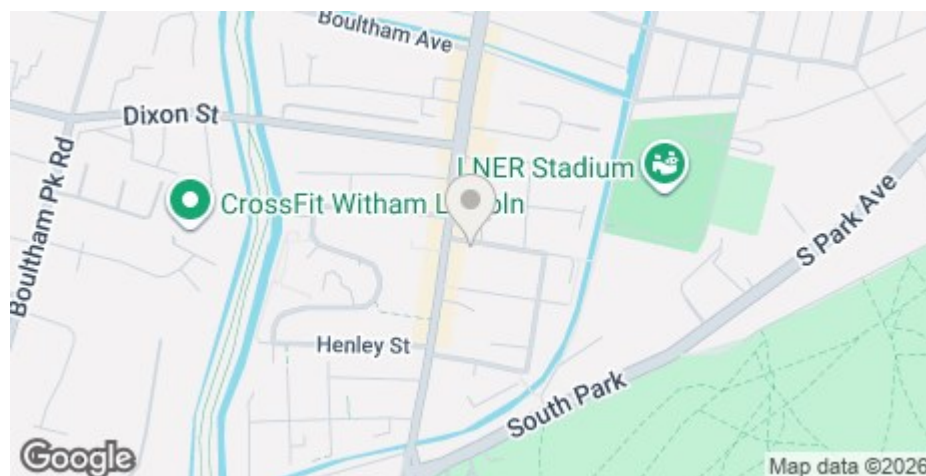 Boultham Ave
Dixon St
LNER Stadium
CrossFit Witham Lincoln
Boultham Pk Rd
S Park Ave
Henley St
South Park
Google
Map data ©2026